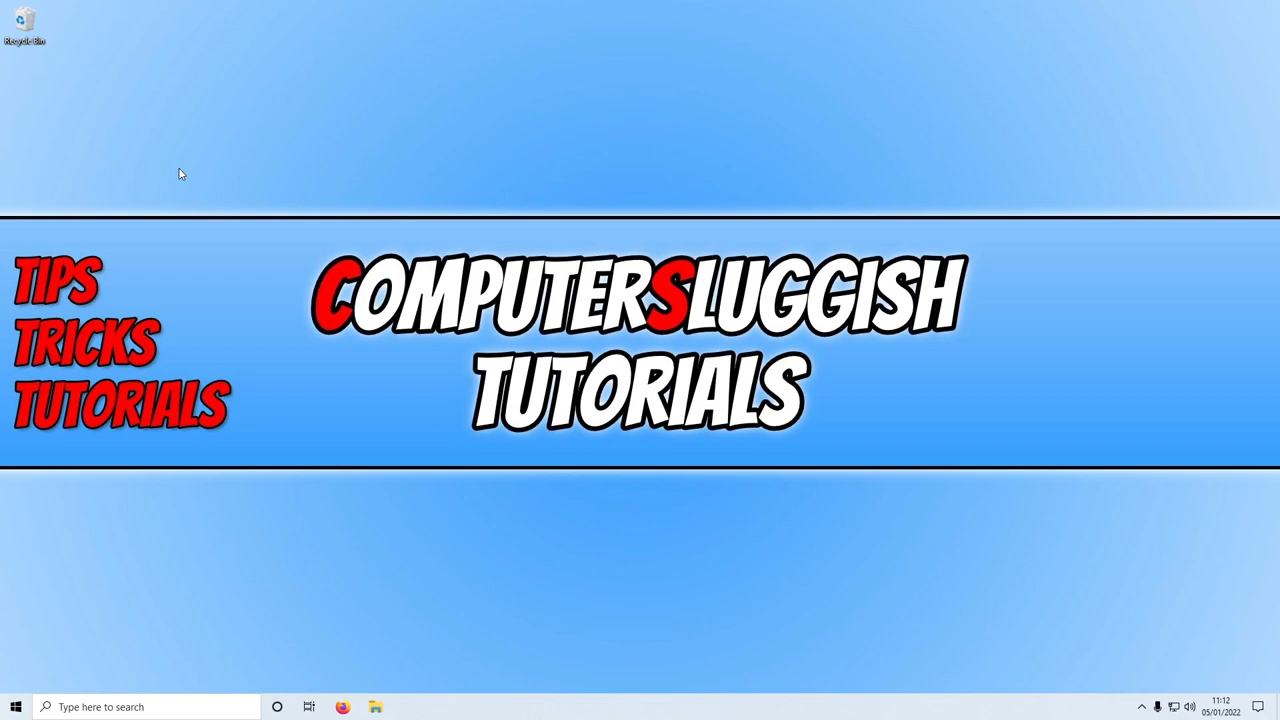 Recycle Bin
TIPS
TRICKS
TUTORIALS
COMPUTERSLUGGISH
TUTORIALS
Type here to search
11:12
05/01/2022